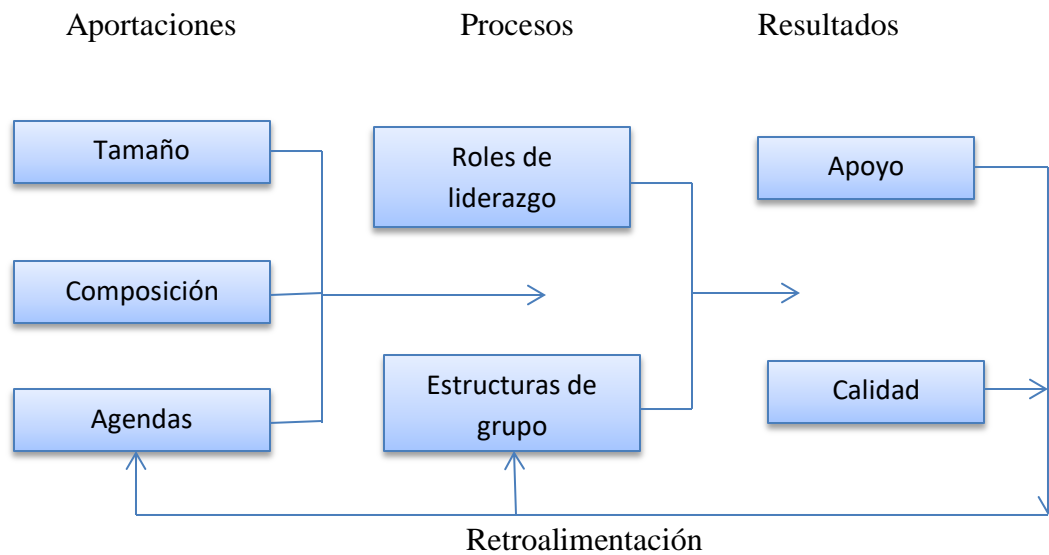 Aportaciones
Procesos
Resultados
Tamaño
Roles de
liderazgo
Apoyo
Composición
Estructuras de
grupo
Calidad
Agendas
Retroalimentación